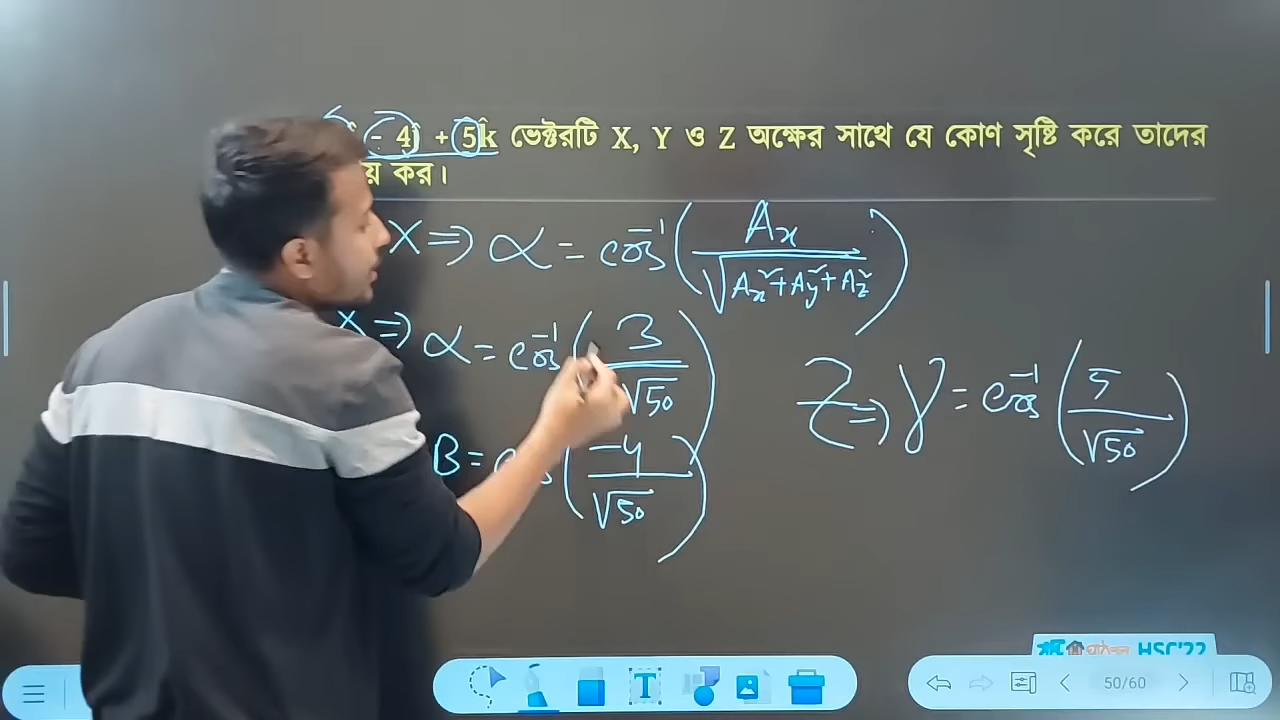 - 4ĵ + 5k̂ ভেক্টরটি X, Y ও Z অক্ষের সাথে যে কোণ সৃষ্টি করে তাদের
য় কর।
X ⇒ α = cos⁻¹ (Aₓ / √(Aₓ² + Ay² + Az²))
X ⇒ α = cos⁻¹ (3 / √50)
B = (-4 / √50)
Z ⇒ γ = cos⁻¹ (5 / √50)
HSC'22
T
50/60